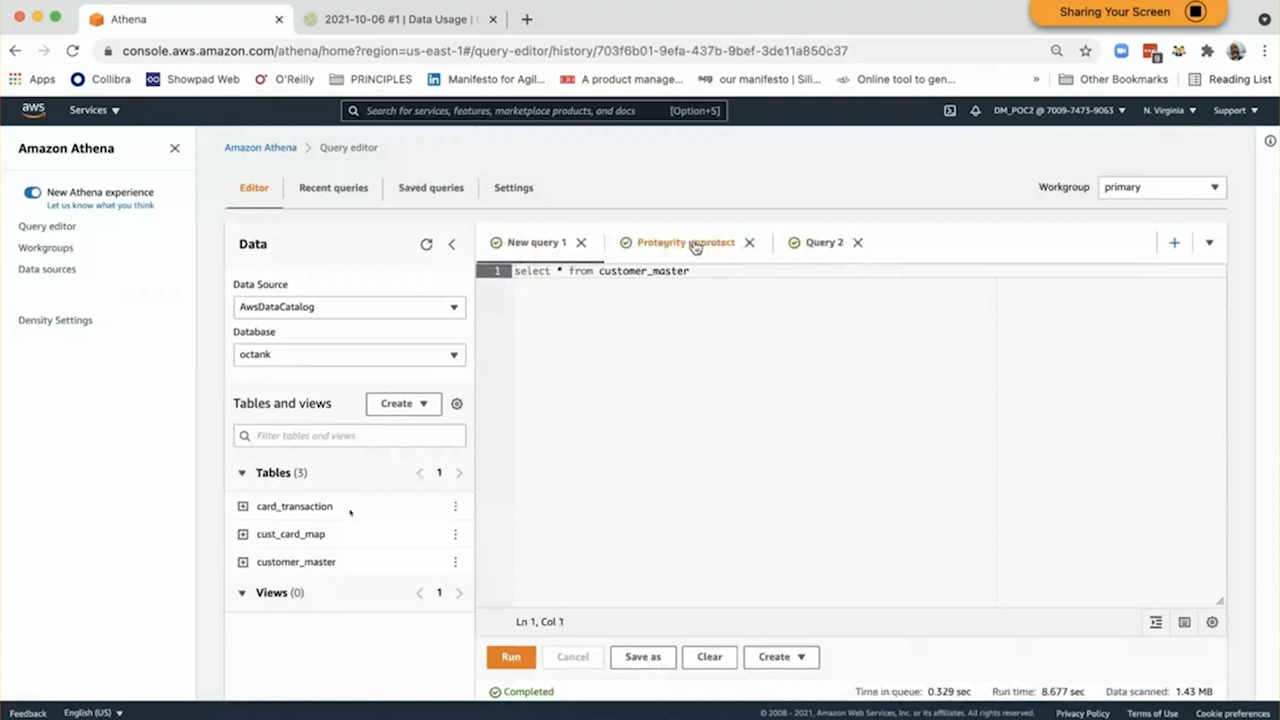 Athena
2021-10-06 #1 | Data Usage |
Sharing Your Screen
console.aws.amazon.com/athena/home?region=us-east-1#/query-editor/history/703f6b01-9efa-437b-9bef-3de11a850c37
9
Apps
Collibra
Showpad Web
O'Reilly
PRINCIPLES
Manifesto for Agil...
A product manage...
our manifesto | Sili...
Online tool to gen...
»
Other Bookmarks
Reading List
aws
Services
Search for services, features, marketplace products, and docs
[Option+S]
DM_POC2 @ 7009-7473-9063
N. Virginia
Support
Amazon Athena
New Athena experience
Let us know what you think
Query editor
Workgroups
Data sources
Density Settings
Amazon Athena > Query editor
Editor
Recent queries
Saved queries
Settings
Workgroup
primary
Data
Data Source
AwsDataCatalog
Database
octank
Tables and views
Create
Filter tables and views
Tables (3)
1
card_transaction
cust_card_map
customer_master
Views (0)
1
New query 1
Protegrity unprotect
Query 2
1 select * from customer_master
Ln 1, Col 1
Run
Cancel
Save as
Clear
Create
Completed
Time in queue: 0.329 sec
Run time: 8.677 sec
Data scanned: 1.43 MB
Feedback
English (US)
© 2008 - 2021, Amazon Web Services, Inc. or its affiliates. All rights reserved.
Privacy Policy
Terms of Use
Cookie preferences